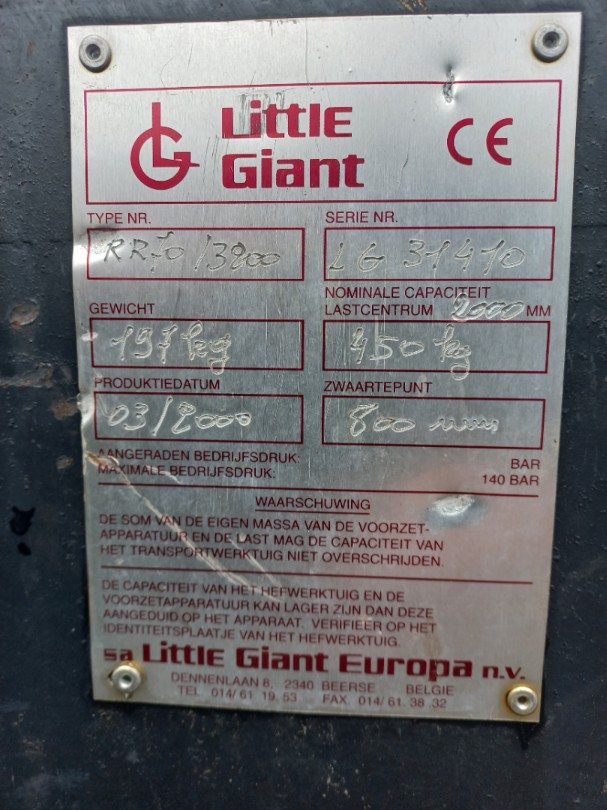 LG
Little
Giant
CE
TYPE NR.
SERIE NR.
RR70/3200
LG 31410
GEWICHT
NOMINALE CAPACITEIT
LASTCENTRUM 2000 MM
197 kg
450 kg
PRODUKTIEDATUM
ZWAARTEPUNT
03/2000
800 mm
AANGERADEN BEDRIJFSDRUK: BAR
MAXIMALE BEDRIJFSDRUK: 140 BAR
WAARSCHUWING
DE SOM VAN DE EIGEN MASSA VAN DE VOORZET-
APPARATUUR EN DE LAST MAG DE CAPACITEIT VAN
HET TRANSPORTWERKTUIG NIET OVERSCHRIJDEN.
DE CAPACITEIT VAN HET HEFWERKTUIG EN DE
VOORZETAPPARATUUR KAN LAGER ZIJN DAN DEZE
AANGEDUID OP HET APPARAAT. VERIFIEER OP HET
IDENTITEITSPLAATJE VAN HET HEFWERKTUIG.
sa Little Giant Europa n.v.
DENNENLAAN 8, 2340 BEERSE BELGIE
TEL 014/61.19.53 FAX 014/61.38.32